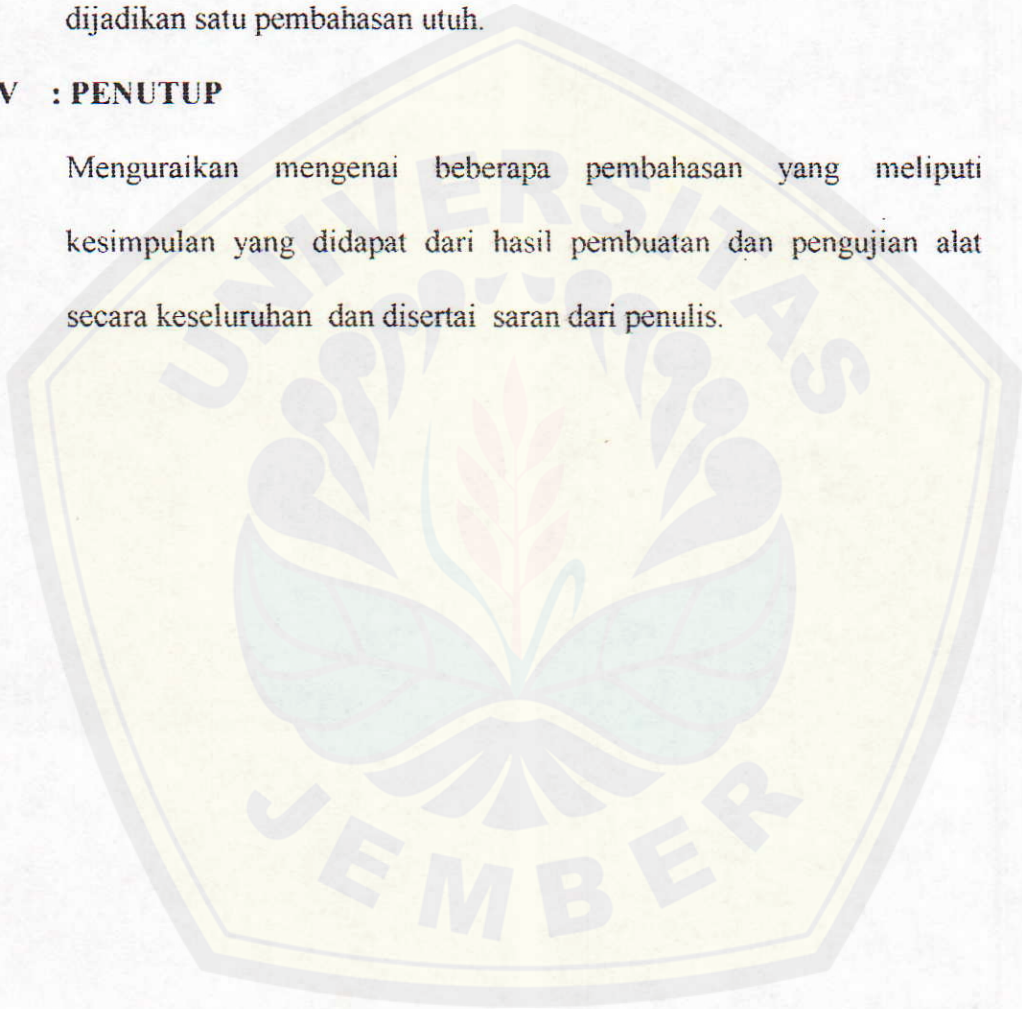 dijadikan satu pembahasan utuh.
V : PENUTUP
Menguraikan mengenai beberapa pembahasan yang meliputi
kesimpulan yang didapat dari hasil pembuatan dan pengujian alat
secara keseluruhan dan disertai saran dari penulis.
UNIVERSITAS
JEMBER